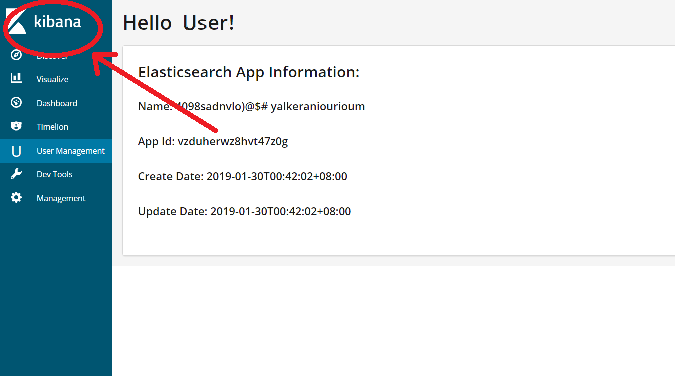 kibana
Discover
Visualize
Dashboard
Timelion
User Management
Dev Tools
Management
Hello User!
Elasticsearch App Information:
Name: 4098sadnvlo)@$# yalkeraniourioum
App Id: vzduherwz8hvt47z0g
Create Date: 2019-01-30T00:42:02+08:00
Update Date: 2019-01-30T00:42:02+08:00